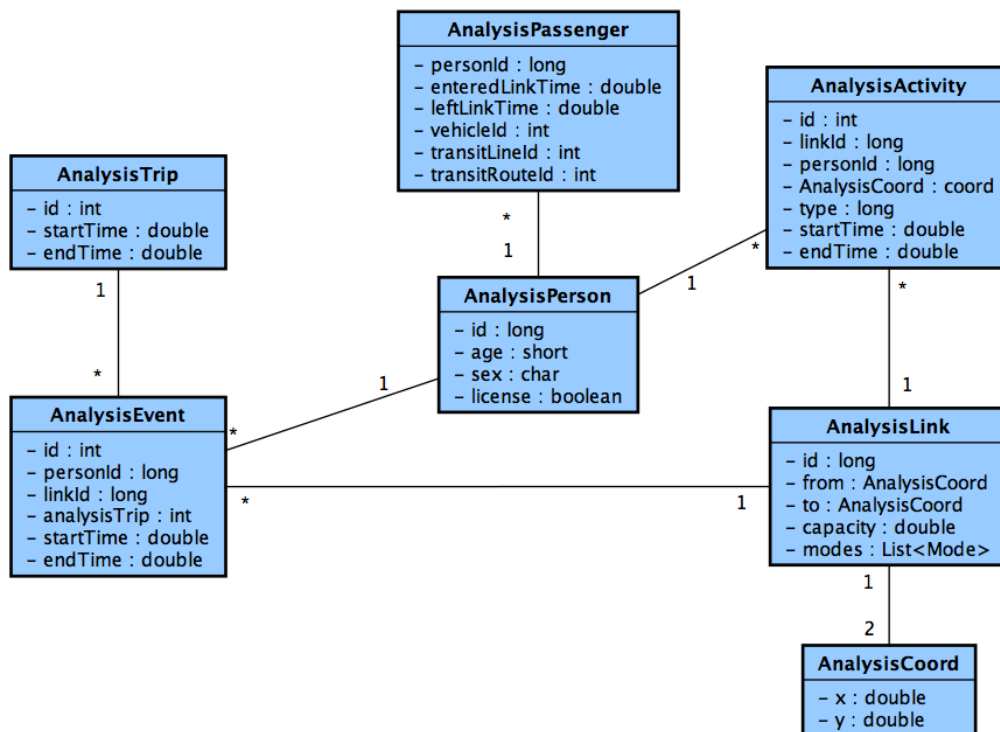 AnalysisPassenger
– personId : long
– enteredLinkTime : double
– leftLinkTime : double
– vehicleId : int
– transitLineId : int
– transitRouteId : int
AnalysisActivity
– id : int
– linkId : long
– personId : long
– AnalysisCoord : coord
– type : long
– startTime : double
– endTime : double
AnalysisTrip
– id : int
– startTime : double
– endTime : double
*
1
1
*
*
1
AnalysisPerson
– id : long
– age : short
– sex : char
– license : boolean
1
*
1
*
AnalysisEvent
– id : int
– personId : long
– linkId : long
– analysisTrip : int
– startTime : double
– endTime : double
*
1
AnalysisLink
– id : long
– from : AnalysisCoord
– to : AnalysisCoord
– capacity : double
– modes : List<Mode>
1
2
AnalysisCoord
– x : double
– y : double